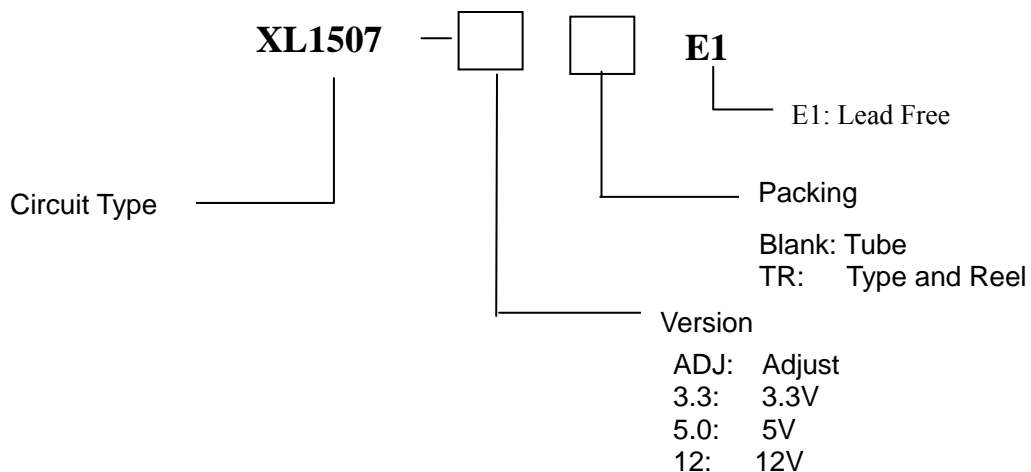 XL1507 — E1
E1: Lead Free
Circuit Type
Packing
Blank: Tube
TR: Type and Reel
Version
ADJ: Adjust
3.3: 3.3V
5.0: 5V
12: 12V